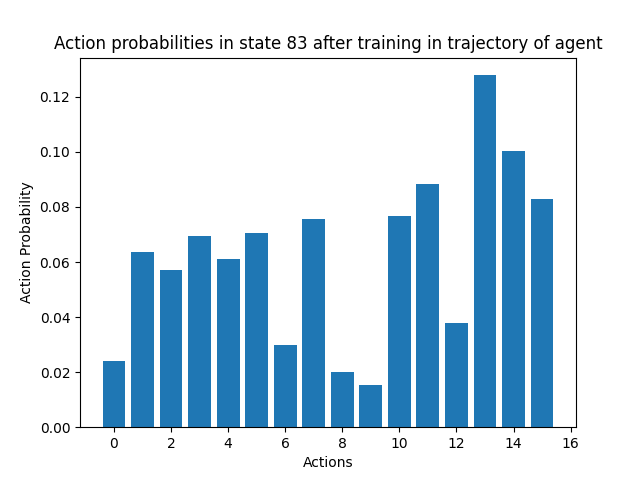 Action probabilities in state 83 after training in trajectory of agent
0.12
0.10
0.08
0.06
0.04
0.02
0.00
Action Probability
0 2 4 6 8 10 12 14 16
Actions